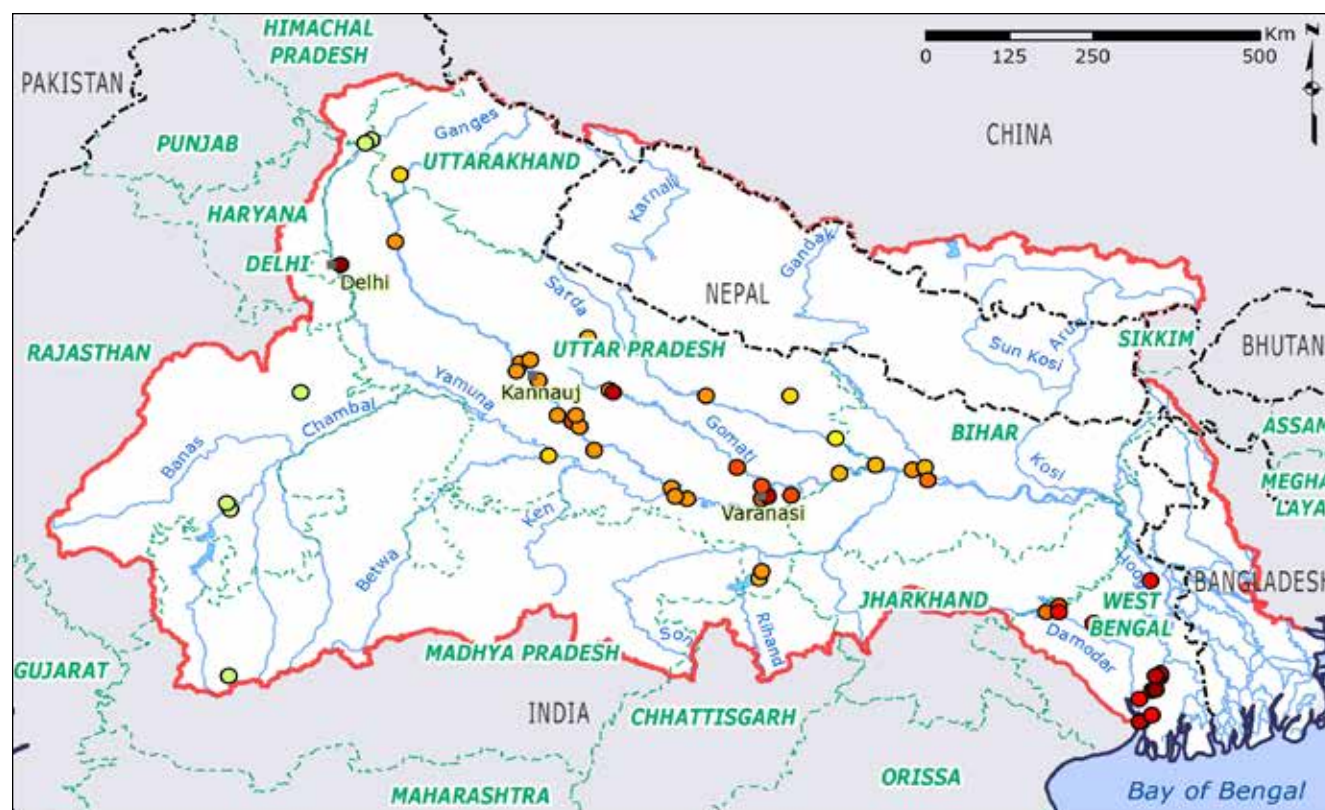 HIMACHAL
PRADESH
Km
N
0 125 250 500
PAKISTAN
Ganges
CHINA
PUNJAB
UTTARAKHAND
Karnali
HARYANA
Gandak
DELHI
Delhi
NEPAL
Sarda
Arun
SIKKIM
BHUTAN
RAJASTHAN
UTTAR PRADESH
Sun Kosi
Yamuna
Kannauj
Chambal
Gomati
BIHAR
ASSAM
Banas
Kosi
MEGHA
LAYA
Varanasi
Ken
Betwa
Hoog
BANGLADESH
JHARKHAND
WEST
BENGAL
Son
Rihand
Damodar
MADHYA PRADESH
GUJARAT
INDIA
CHHATTISGARH
ORISSA
MAHARASHTRA
Bay of Bengal